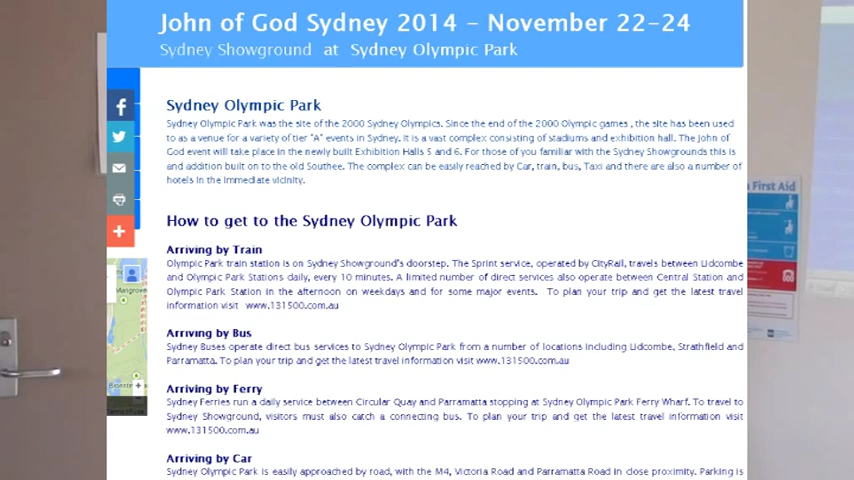 John of God Sydney 2014 - November 22-24
Sydney Showground at Sydney Olympic Park
Sydney Olympic Park
Sydney Olympic Park was the site of the 2000 Sydney Olympics. Since the end of the 2000 Olympic games , the site has been used
to as a venue for a variety of tier "A" events in Sydney. It is a vast complex consisting of stadiums and exhibition hall. The John of
God event will take place in the newly built Exhibition Halls 5 and 6. For those of you familiar with the Sydney Showgrounds this is
and addition built on to the old Southee. The complex can be easily reached by Car, train, bus, Taxi and there are also a number of
hotels in the immediate vicinity.
How to get to the Sydney Olympic Park
Arriving by Train
Olympic Park train station is on Sydney Showground's doorstep. The Sprint service, operated by CityRail, travels between Lidcombe
and Olympic Park Stations daily, every 10 minutes. A limited number of direct services also operate between Central Station and
Olympic Park Station in the afternoon on weekdays and for some major events. To plan your trip and get the latest travel
information visit www.131500.com.au
Arriving by Bus
Sydney Buses operate direct bus services to Sydney Olympic Park from a number of locations including Lidcombe, Strathfield and
Parramatta. To plan your trip and get the latest travel information visit www.131500.com.au
Arriving by Ferry
Sydney Ferries run a daily service between Circular Quay and Parramatta stopping at Sydney Olympic Park Ferry Wharf. To travel to
Sydney Showground, visitors must also catch a connecting bus. To plan your trip and get the latest travel information visit
www.131500.com.au
Arriving by Car
Sydney Olympic Park is easily approached by road, with the M4, Victoria Road and Parramatta Road in close proximity. Parking is
First Aid